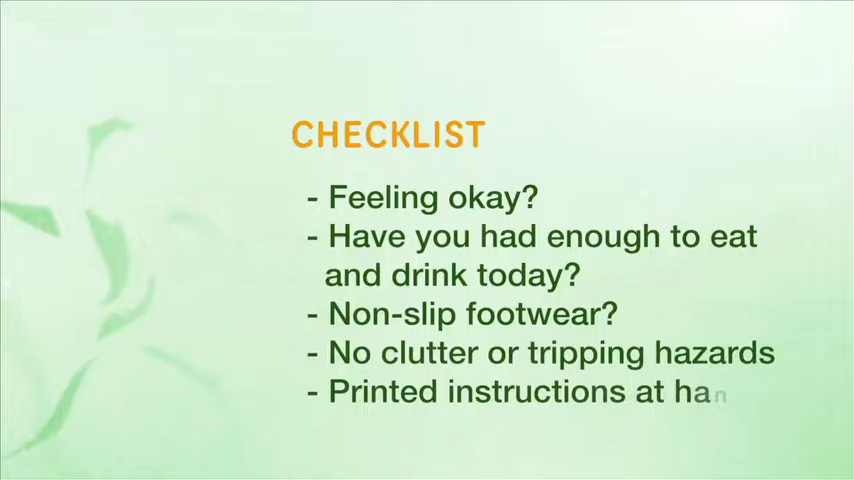 CHECKLIST
- Feeling okay?
- Have you had enough to eat
and drink today?
- Non-slip footwear?
- No clutter or tripping hazards
- Printed instructions at han